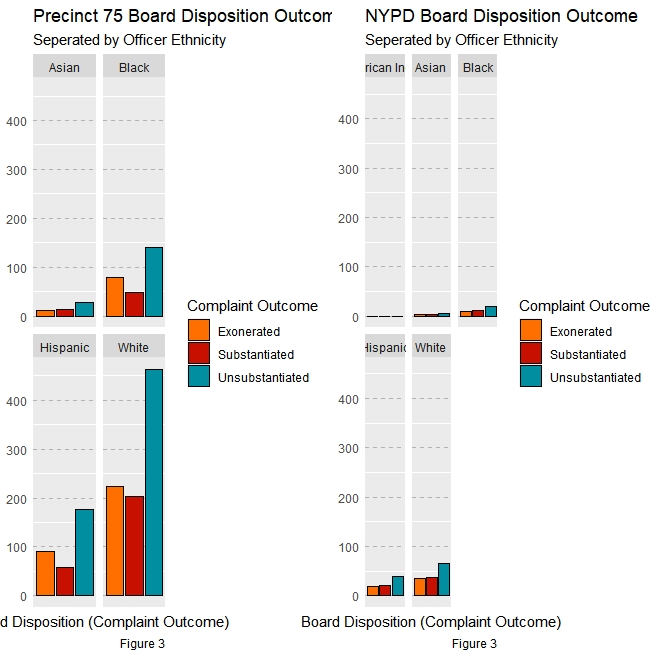 Precinct 75 Board Disposition Outcom
Seperated by Officer Ethnicity
Asian
Black
400
300
200
100
0
Hispanic
White
400
300
200
100
0
Complaint Outcome
Exonerated
Substantiated
Unsubstantiated
d Disposition (Complaint Outcome)
Figure 3
NYPD Board Disposition Outcome
Seperated by Officer Ethnicity
rican In
Asian
Black
400
300
200
100
0
Hispanic
White
400
300
200
100
0
Complaint Outcome
Exonerated
Substantiated
Unsubstantiated
Board Disposition (Complaint Outcome)
Figure 3